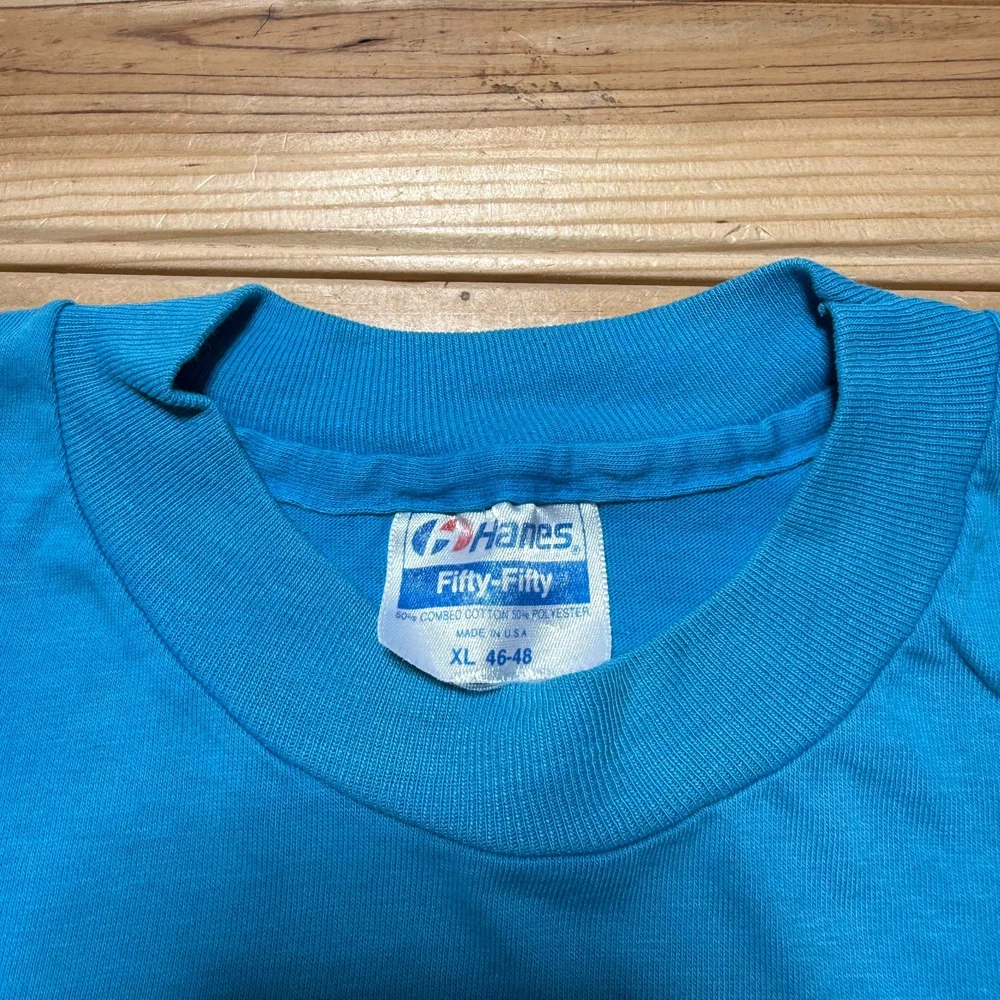 Hanes®
Fifty-Fifty
50% COMBED COTTON 50% POLYESTER
MADE IN U.S.A
XL 46-48